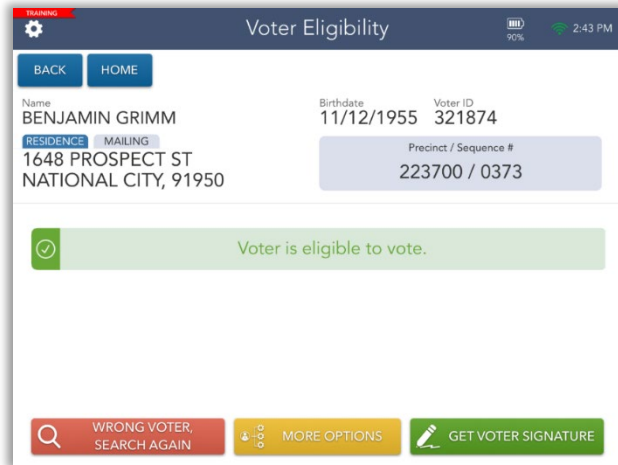 TRAINING
Voter Eligibility
90%
2:43 PM
BACK
HOME
Name
BENJAMIN GRIMM
Birthdate
11/12/1955
Voter ID
321874
RESIDENCE
MAILING
1648 PROSPECT ST
NATIONAL CITY, 91950
Precinct / Sequence #
223700 / 0373
Voter is eligible to vote.
WRONG VOTER,
SEARCH AGAIN
MORE OPTIONS
GET VOTER SIGNATURE